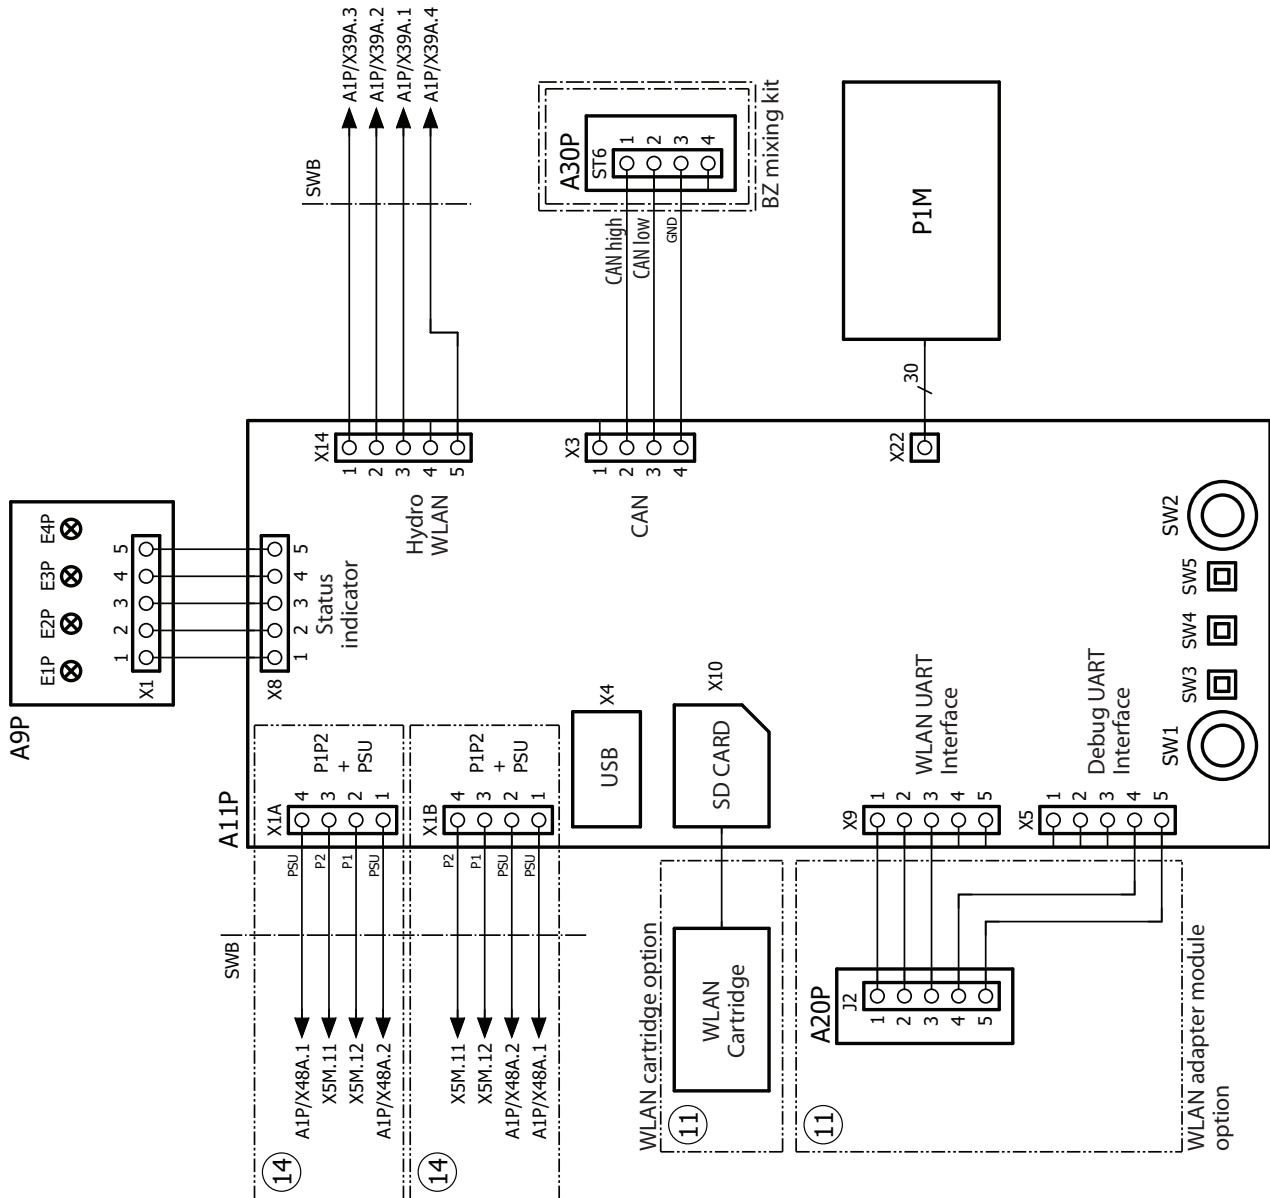 A9P
E1P
E2P
E3P
E4P
X1
1
2
3
4
5
X8
1
2
3
4
5
Status
indicator
A11P
SWB
14
X1A
4
3
2
1
P1P2
+
PSU
PSU
P2
P1
PSU
A1P/X48A.1
X5M.11
X5M.12
A1P/X48A.2
14
X1B
4
3
2
1
P1P2
+
PSU
P2
P1
PSU
PSU
X5M.11
X5M.12
A1P/X48A.2
A1P/X48A.1
X4
USB
X10
SD CARD
WLAN cartridge option
WLAN
Cartridge
11
X9
1
2
3
4
5
WLAN UART
Interface
X5
1
2
3
4
5
Debug UART
Interface
A20P
J2
1
2
3
4
5
11
WLAN adapter module
option
SW1
SW3
SW4
SW5
SW2
X14
1
2
3
4
5
Hydro
WLAN
SWB
A1P/X39A.3
A1P/X39A.2
A1P/X39A.1
A1P/X39A.4
X3
1
2
3
4
CAN
CAN high
CAN low
GND
A30P
ST6
1
2
3
4
BZ mixing kit
X22
30
P1M